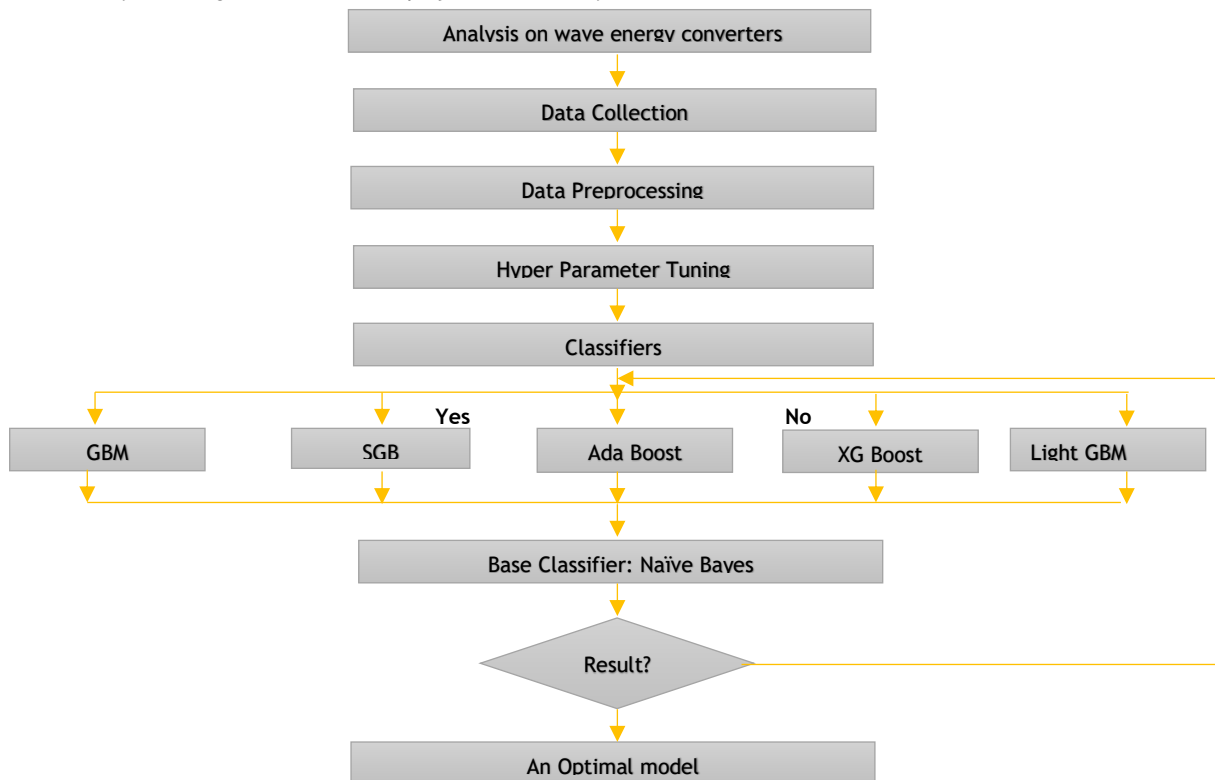 Analysis on wave energy converters
Data Collection
Data Preprocessing
Hyper Parameter Tuning
Classifiers
Yes
No
GBM
SGB
Ada Boost
XG Boost
Light GBM
Base Classifier: Naïve Bayes
Result?
An Optimal model